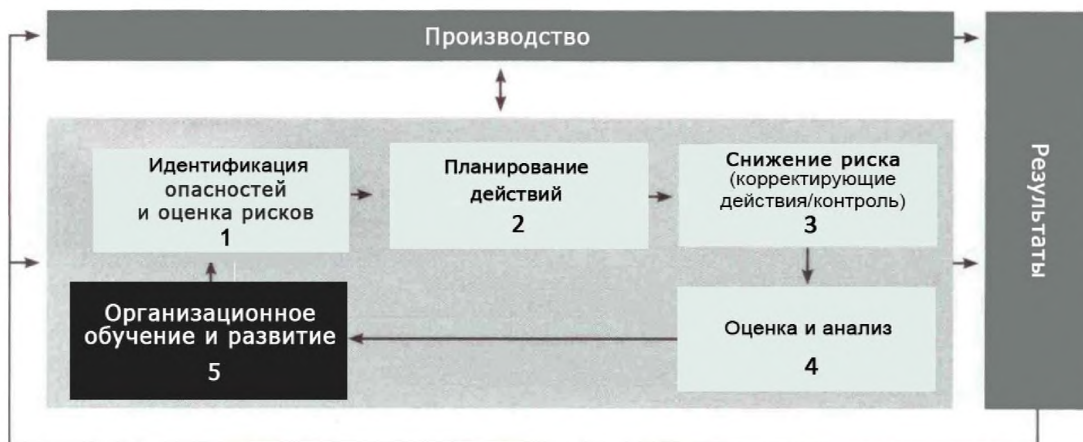 Производство
Идентификация
опасностей
и оценка рисков
1
Планирование
действий
2
Снижение риска
(корректирующие
действия/контроль)
3
Оценка и анализ
4
Организационное
обучение и развитие
5
Результаты